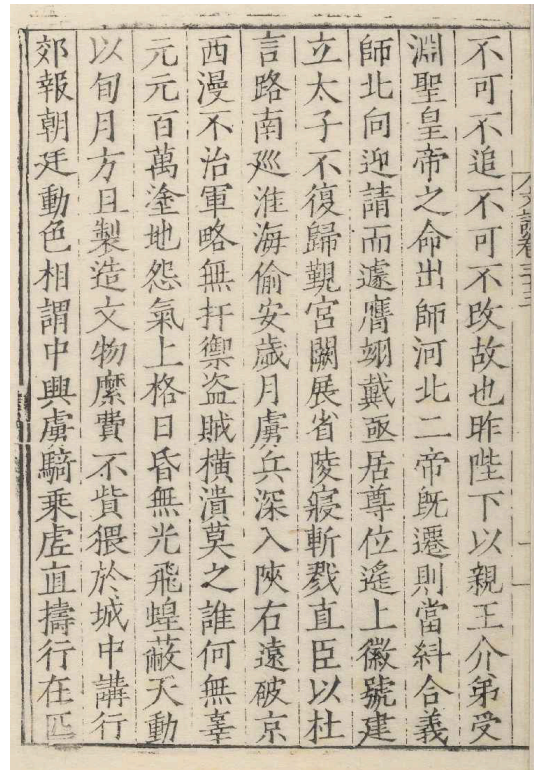 不可不追不可不改故也昨陛下以親王介弟受
淵聖皇帝之命出師河北二帝旣遷則當糾合義
師北向迎請而遽膺翊戴亟居尊位遥上徽號建
立太子不復歸覲宮闕展省陵寢斬戮直臣以杜
言路南廵淮海偷安歲月虜兵深入陝右遠破京
西漫不治軍略無扞禦盗賊橫潰莫之誰何無辜
元元百萬塗地怨氣上格日昏無光飛蝗蔽天動
以旬月方且製造文物縻費不貲猥於城中講行
郊報朝廷動色相謂中興虜騎乘虛直擣行在匹